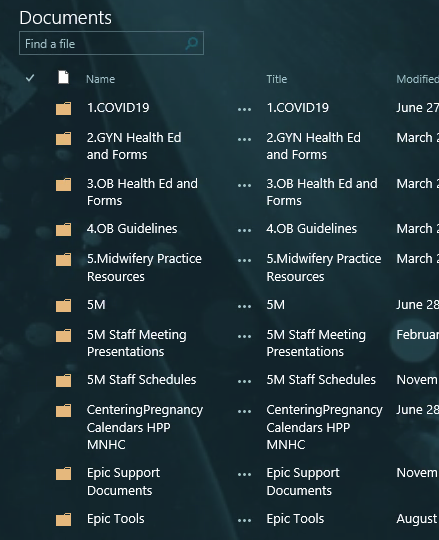 Documents
Find a file
Name Title Modified
1.COVID19 ... 1.COVID19 June 27
2.GYN Health Ed ... 2.GYN Health Ed March 2
and Forms and Forms
3.OB Health Ed and ... 3.OB Health Ed and March 2
Forms Forms
4.OB Guidelines ... 4.OB Guidelines March 2
5.Midwifery Practice ... 5.Midwifery Practice March 2
Resources Resources
5M ... 5M June 28
5M Staff Meeting ... 5M Staff Meeting Februar
Presentations Presentations
5M Staff Schedules ... 5M Staff Schedules Novem
CenteringPregnancy ... CenteringPregnancy June 28
Calendars HPP Calendars HPP
MNHC MNHC
Epic Support ... Epic Support Novem
Documents Documents
Epic Tools ... Epic Tools August